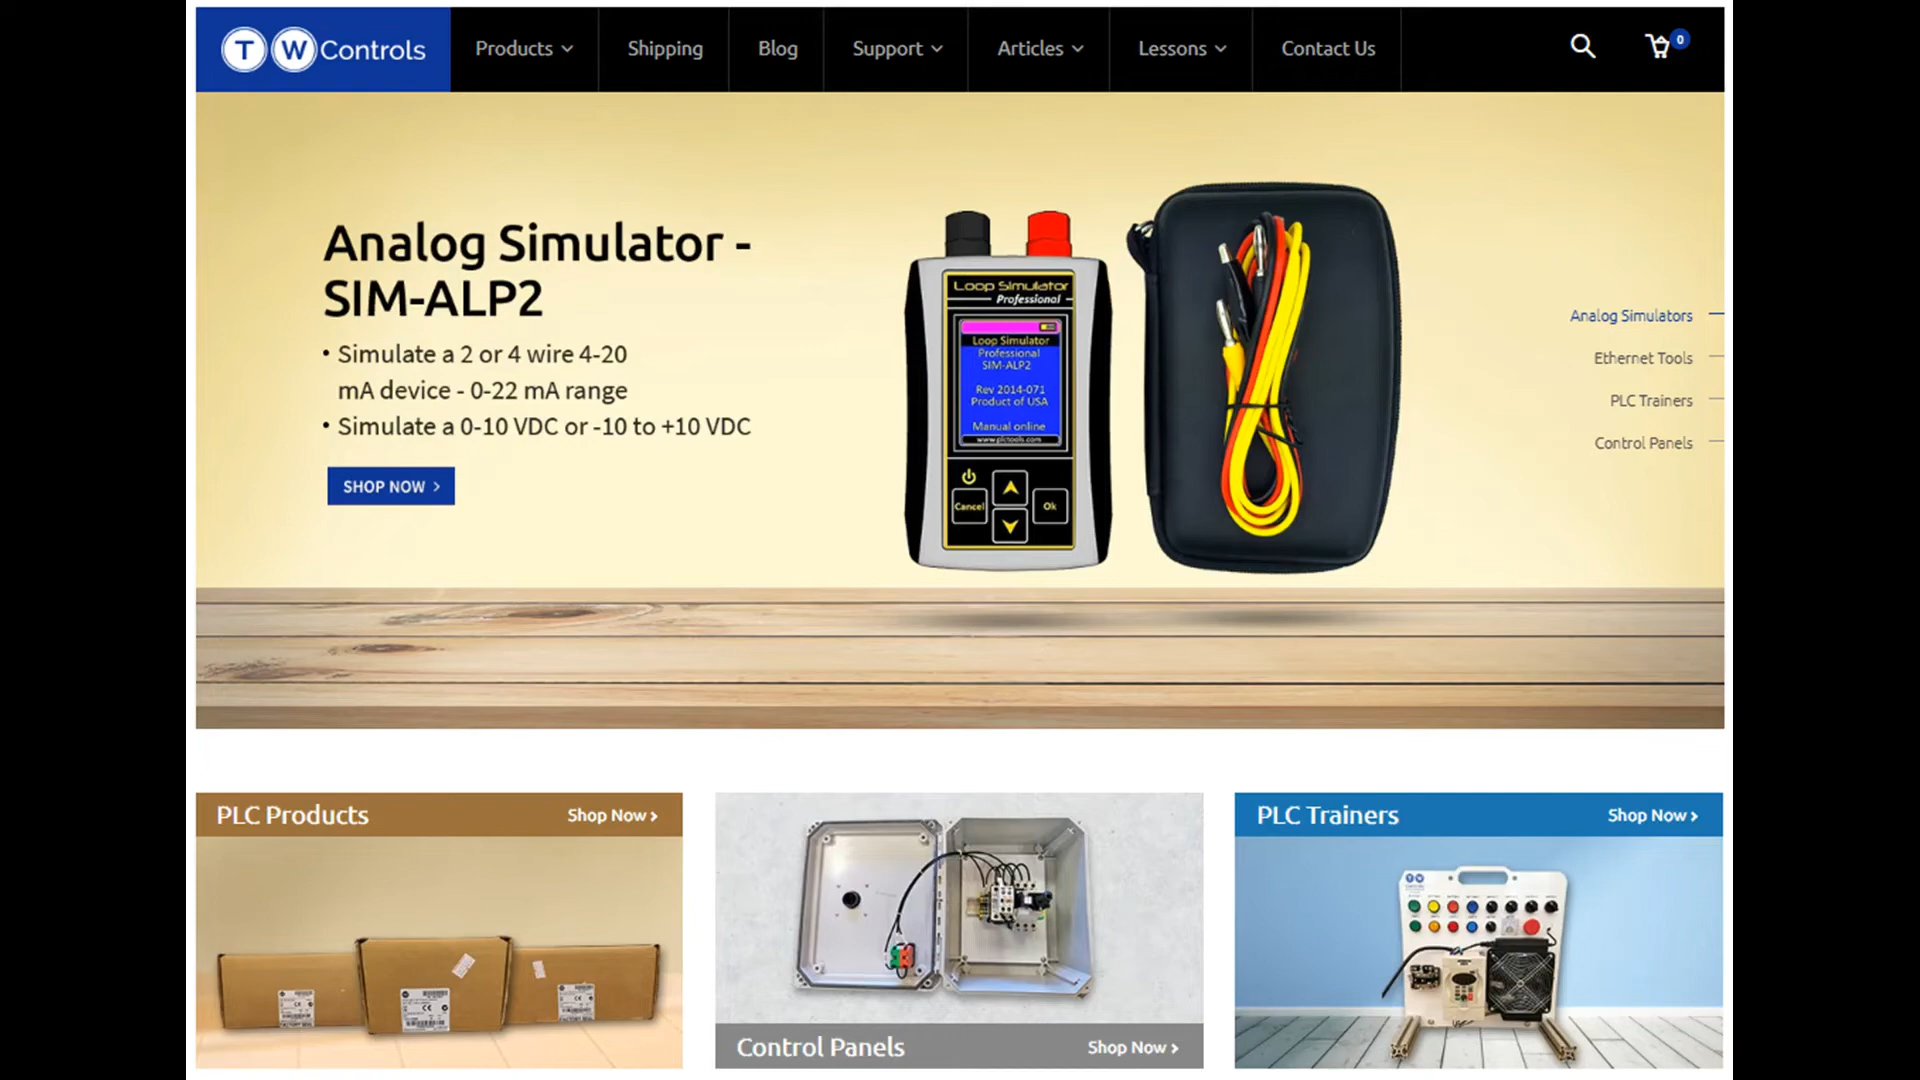 T W Controls
Products
Shipping
Blog
Support
Articles
Lessons
Contact Us
0
Analog Simulator -
SIM-ALP2
• Simulate a 2 or 4 wire 4-20
mA device - 0-22 mA range
• Simulate a 0-10 VDC or -10 to +10 VDC
SHOP NOW >
Loop Simulator
Professional
Loop Simulator
Professional
SIM-ALP2
Rev 2014-071
Product of USA
Manual online
www.plctools.com
Cancel
Ok
Analog Simulators
Ethernet Tools
PLC Trainers
Control Panels
PLC Products
Shop Now >
Control Panels
Shop Now >
PLC Trainers
Shop Now >
T W